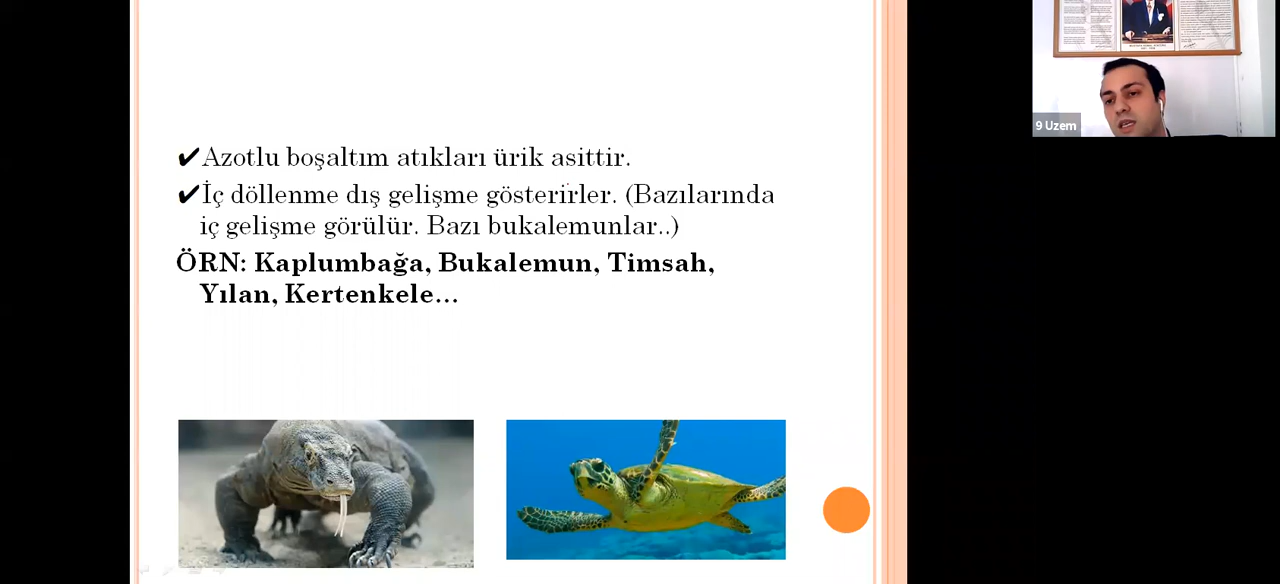 ✔Azotlu boşaltım atıkları ürik asittir.
✔İç döllenme dış gelişme gösterirler. (Bazılarında
iç gelişme görülür. Bazı bukalemunlar..)
ÖRN: Kaplumbağa, Bukalemun, Timsah,
Yılan, Kertenkele...
9 Uzem